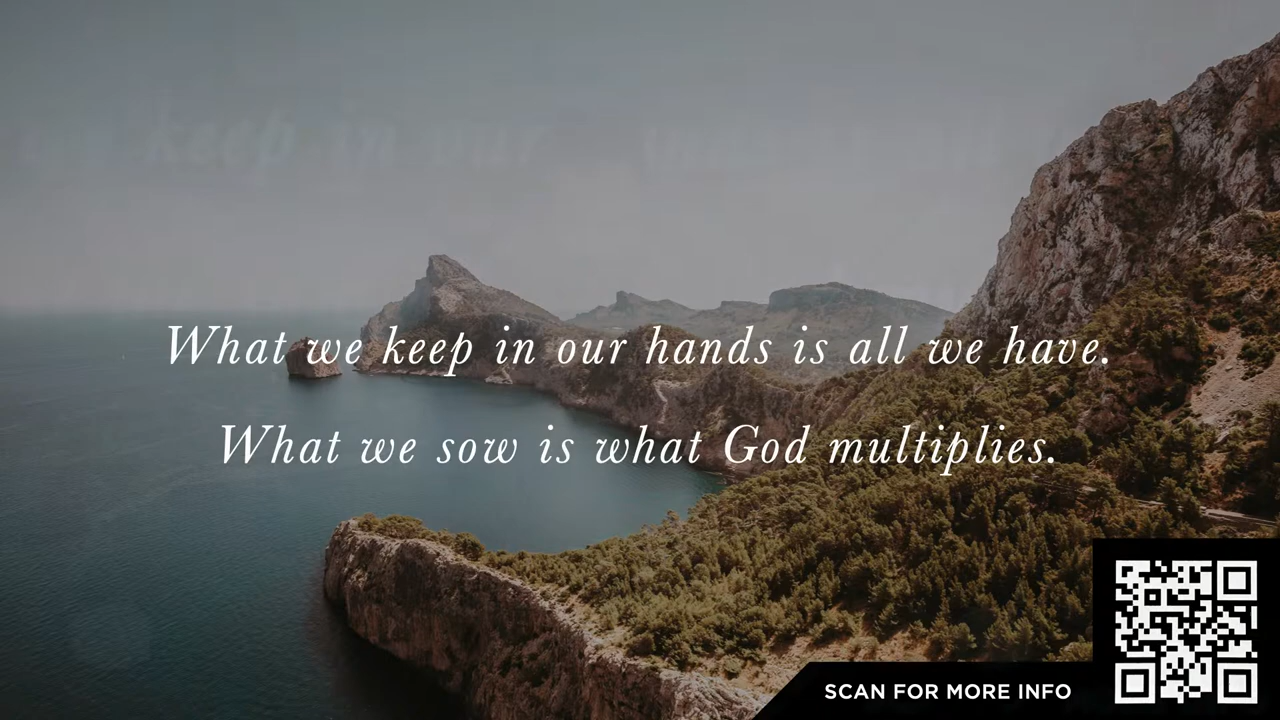 What we keep in our hands is all we have.
What we sow is what God multiplies.
SCAN FOR MORE INFO